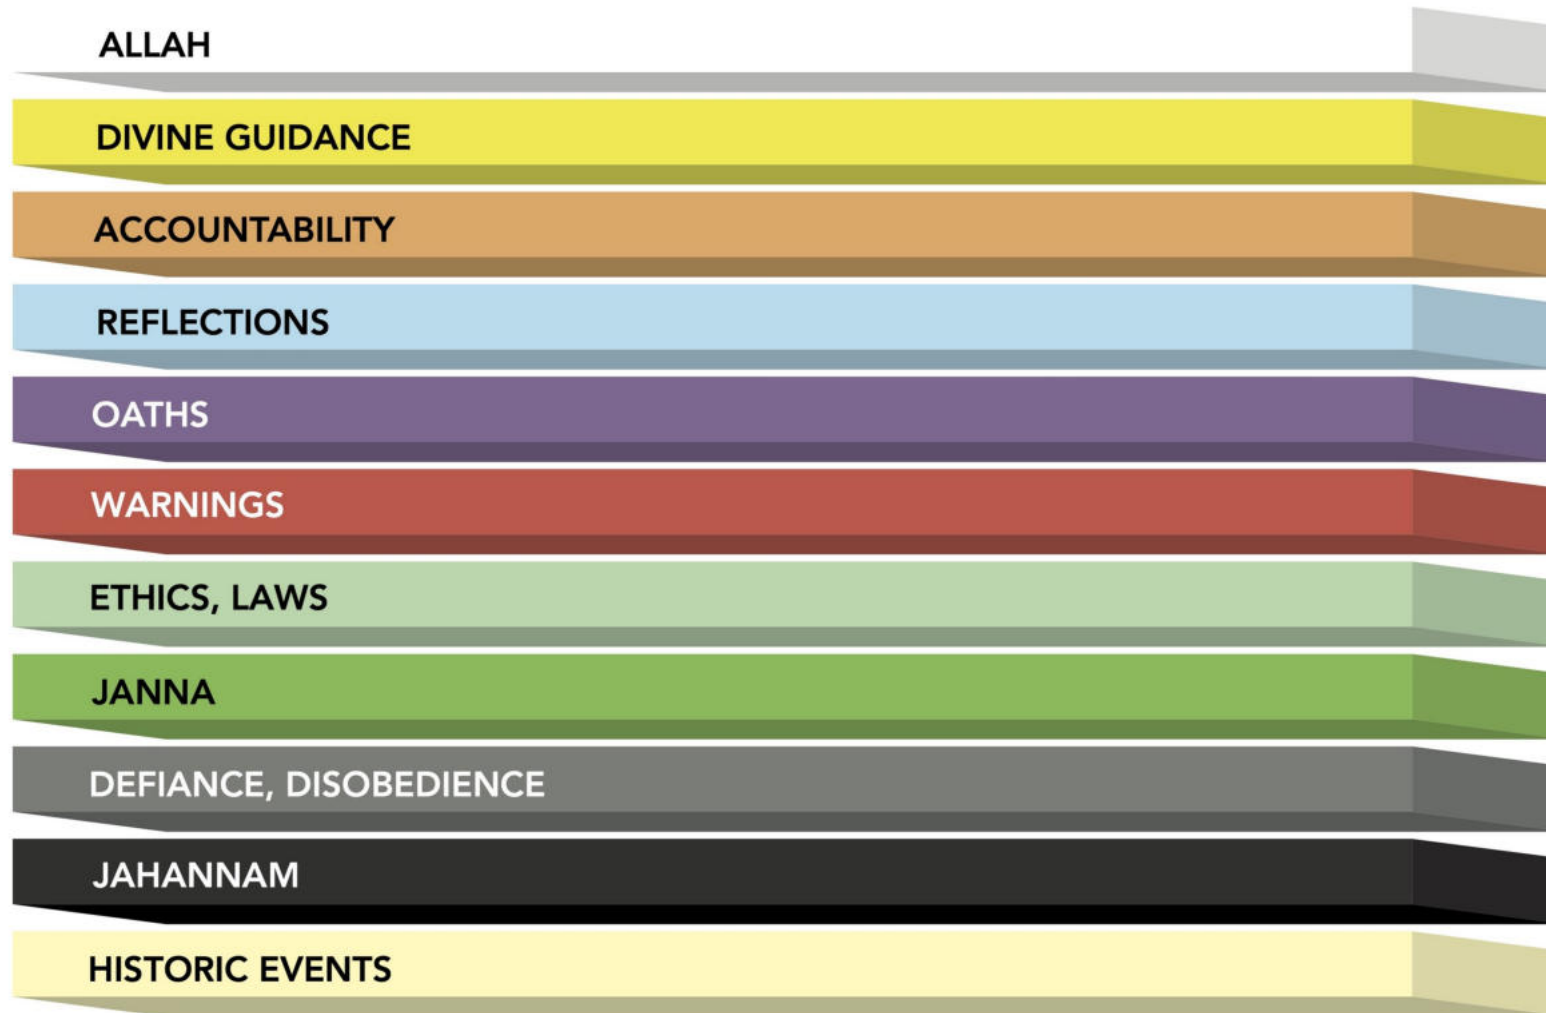 ALLAH
DIVINE GUIDANCE
ACCOUNTABILITY
REFLECTIONS
OATHS
WARNINGS
ETHICS, LAWS
JANNA
DEFIANCE, DISOBEDIENCE
JAHANNAM
HISTORIC EVENTS